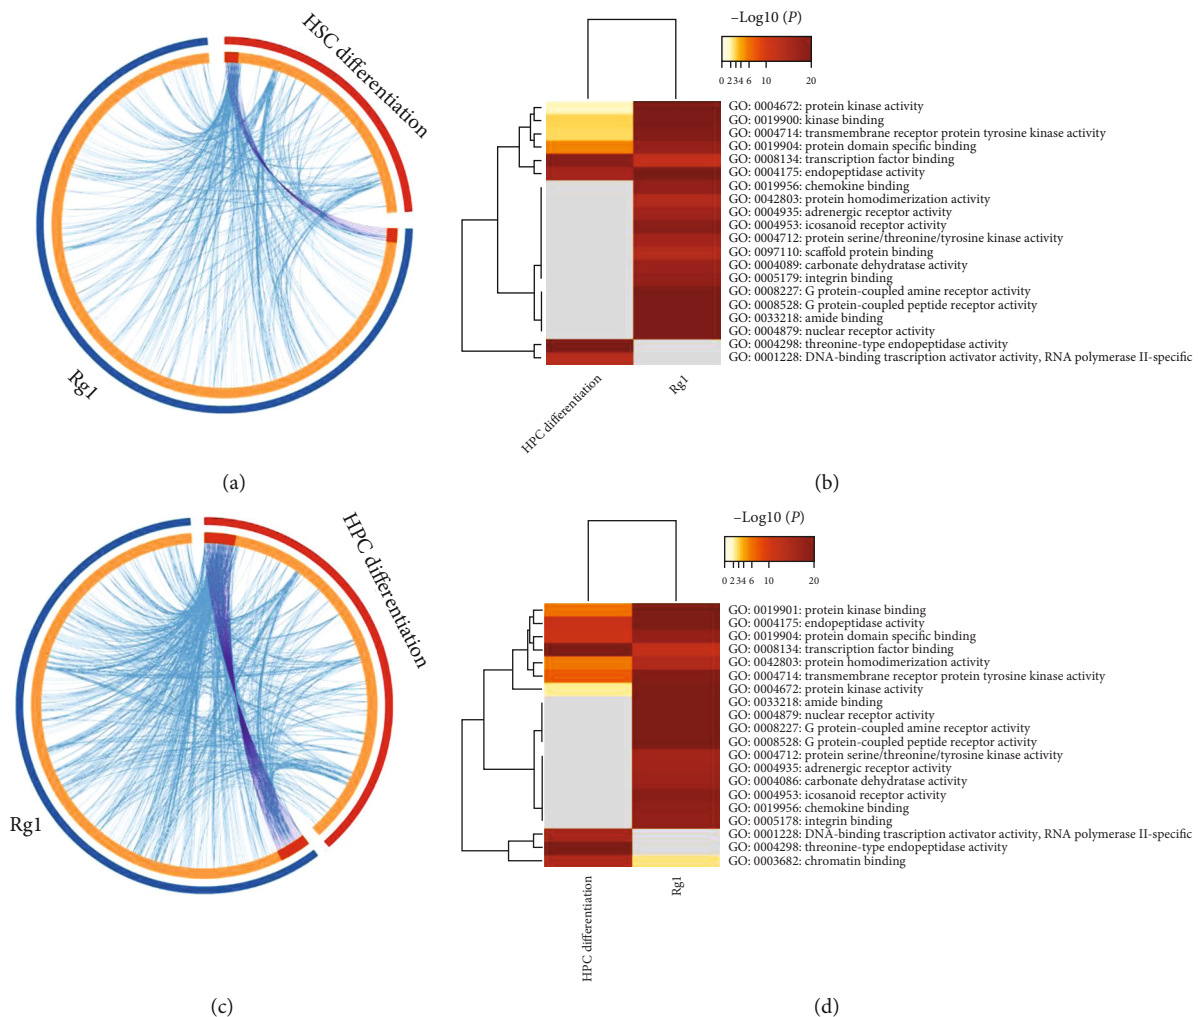 HSC differentiation
Rg1
(a)
–Log10 (P)
0 2 3 4 6 10 20
GO: 0004672: protein kinase activity
GO: 0019900: kinase binding
GO: 0004714: transmembrane receptor protein tyrosine kinase activity
GO: 0019904: protein domain specific binding
GO: 0008134: transcription factor binding
GO: 0004175: endopeptidase activity
GO: 0019956: chemokine binding
GO: 0042803: protein homodimerization activity
GO: 0004935: adrenergic receptor activity
GO: 0004953: icosanoid receptor activity
GO: 0004712: protein serine/threonine/tyrosine kinase activity
GO: 0097110: scaffold protein binding
GO: 0004089: carbonate dehydratase activity
GO: 0005179: integrin binding
GO: 0008227: G protein-coupled amine receptor activity
GO: 0008528: G protein-coupled peptide receptor activity
GO: 0033218: amide binding
GO: 0004879: nuclear receptor activity
GO: 0004298: threonine-type endopeptidase activity
GO: 0001228: DNA-binding trascription activator activity, RNA polymerase II-specific
HPC differentiation
Rg1
(b)
HPC differentiation
Rg1
(c)
–Log10 (P)
0 2 3 4 6 10 20
GO: 0019901: protein kinase binding
GO: 0004175: endopeptidase activity
GO: 0019904: protein domain specific binding
GO: 0008134: transcription factor binding
GO: 0042803: protein homodimerization activity
GO: 0004714: transmembrane receptor protein tyrosine kinase activity
GO: 0004672: protein kinase activity
GO: 0033218: amide binding
GO: 0004879: nuclear receptor activity
GO: 0008227: G protein-coupled amine receptor activity
GO: 0008528: G protein-coupled peptide receptor activity
GO: 0004712: protein serine/threonine/tyrosine kinase activity
GO: 0004935: adrenergic receptor activity
GO: 0004086: carbonate dehydratase activity
GO: 0004953: icosanoid receptor activity
GO: 0019956: chemokine binding
GO: 0005178: integrin binding
GO: 0001228: DNA-binding trascription activator activity, RNA polymerase II-specific
GO: 0004298: threonine-type endopeptidase activity
GO: 0003682: chromatin binding
HPC differentiation
Rg1
(d)